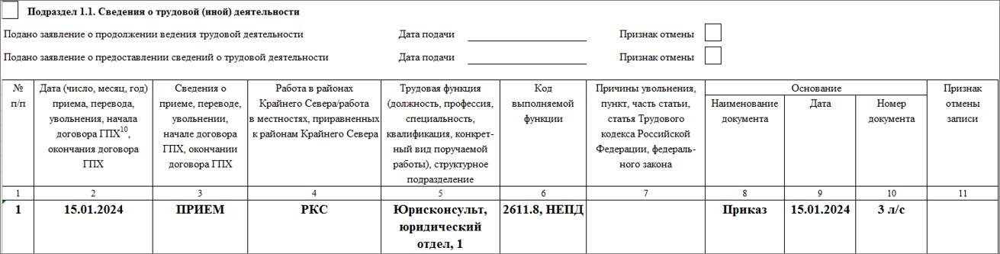 Подраздел 1.1. Сведения о трудовой (иной) деятельности
Подано заявление о продолжении ведения трудовой деятельности Дата подачи Признак отмены
Подано заявление о предоставлении сведений о трудовой деятельности Дата подачи Признак отмены
№
п/п
Дата (число, месяц, год)
приема, перевода,
увольнения, начала
договора ГПХ10,
окончания договора
ГПХ
Сведения о
приеме, переводе,
увольнении,
начале договора
ГПХ, окончании
договора ГПХ
Работа в районах
Крайнего Севера/работа
в местностях, приравненных
к районам Крайнего Севера
Трудовая функция
(должность, профессия,
специальность,
квалификация, конкрет-
ный вид поручаемой
работы), структурное
подразделение
Код
выполняемой
функции
Причины увольнения,
пункт, часть статьи,
статья Трудового
кодекса Российской
Федерации, федераль-
ного закона
Основание
Наименование
документа
Дата
Номер
документа
Признак
отмены
записи
1 2 3 4 5 6 7 8 9 10 11
1 15.01.2024 ПРИЕМ РКС Юрисконсульт, 2611.8, НЕПД Приказ 15.01.2024 3 л/с
юридический
отдел, 1